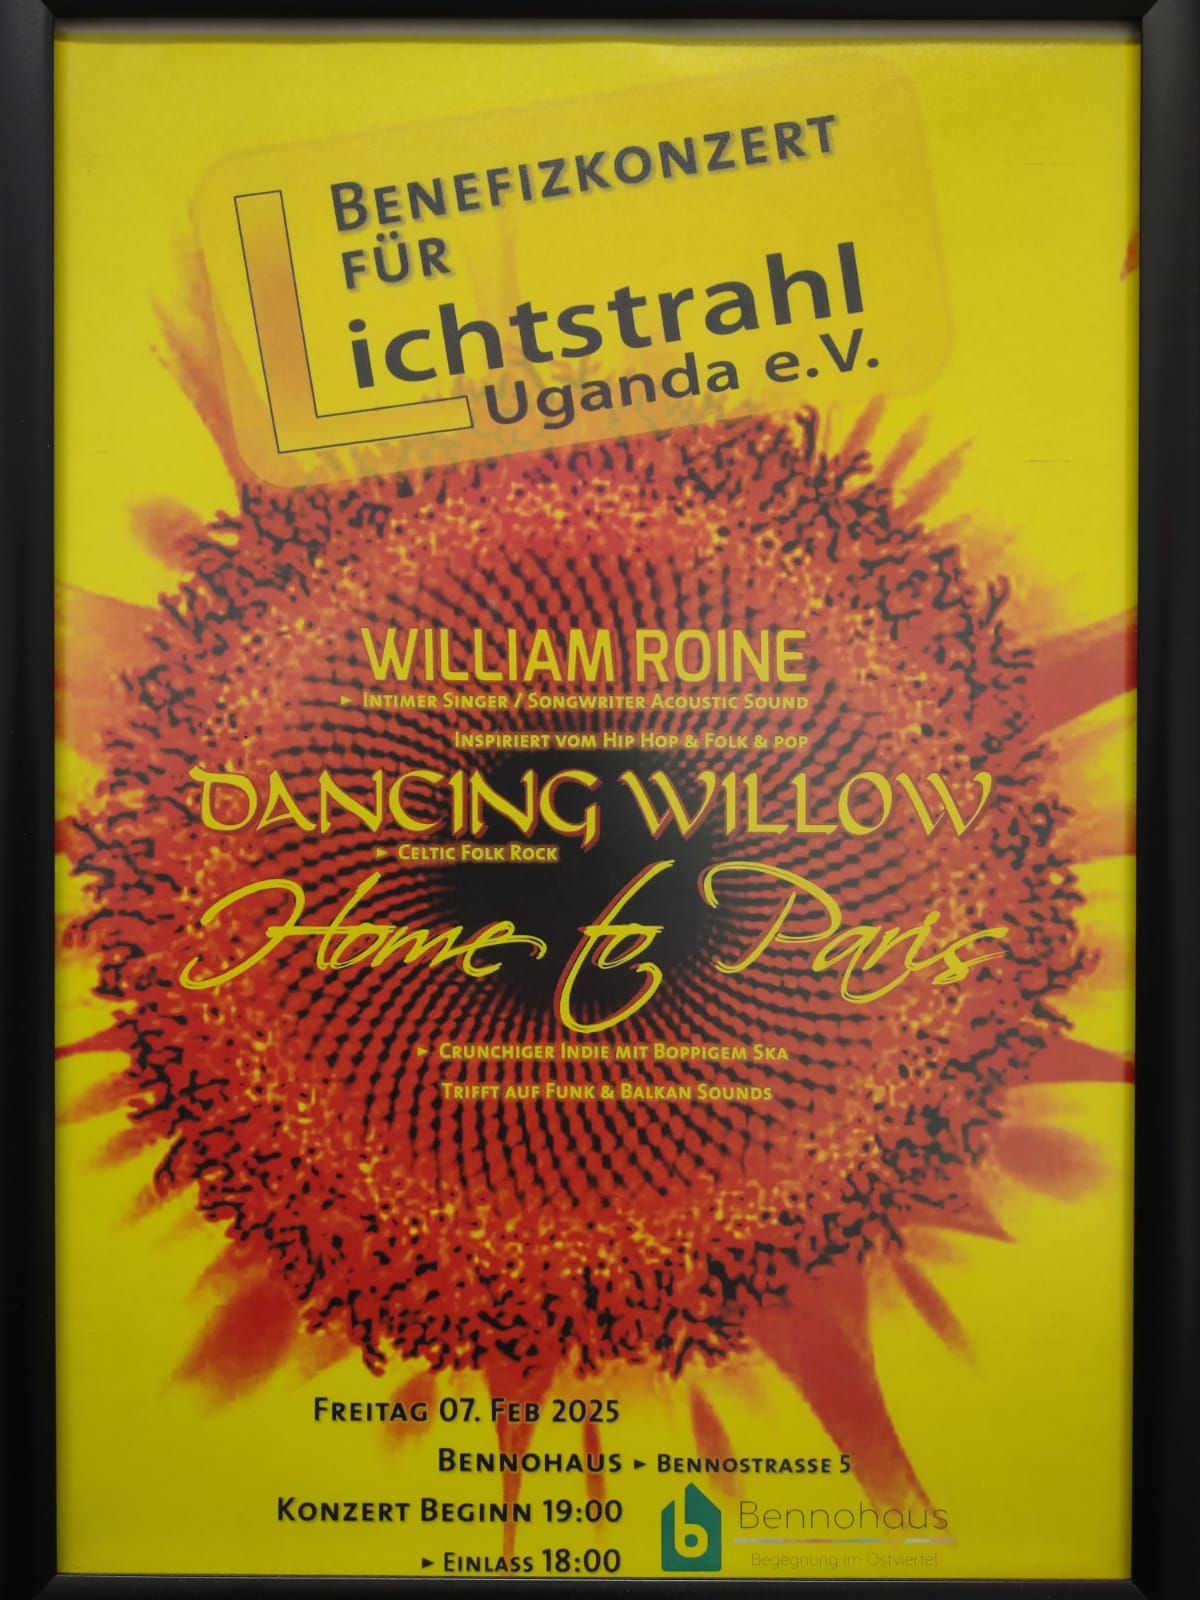 Benefizkonzert
für
Lichtstrahl
Uganda e.V.
WILLIAM ROINE
▸ Intimer Singer / Songwriter Acoustic Sound
Inspiriert vom Hip Hop & Folk & pop
DANCING WILLOW
▸ Celtic Folk Rock
Home to Paris
▸ Crunchiger Indie mit Boppigem Ska
Trifft auf Funk & Balkan Sounds
Freitag 07. Feb 2025
Bennohaus ▸ Bennostrasse 5
Konzert Beginn 19:00
▸ Einlass 18:00
b Bennohaus
Begegnung im Ostviertel